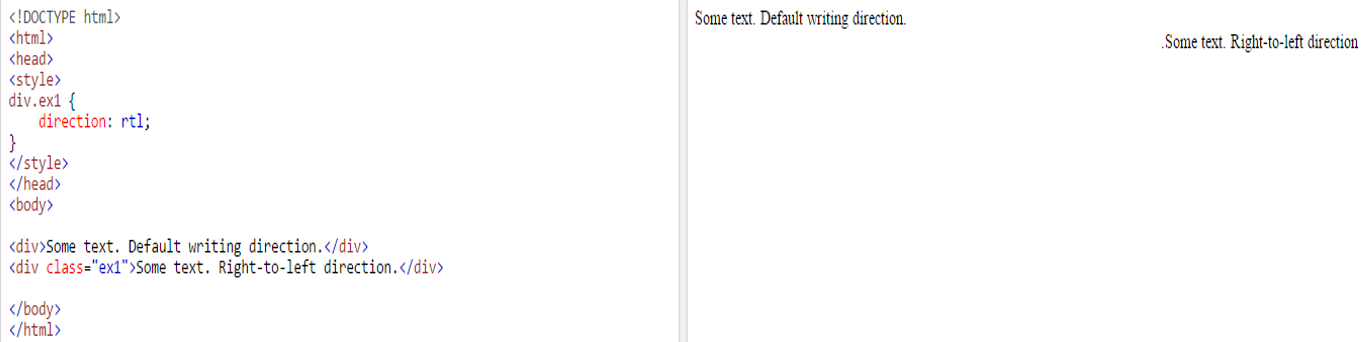 <!DOCTYPE html>
<html>
<head>
<style>
div.ex1 {
    direction: rtl;
}
</style>
</head>
<body>

<div>Some text. Default writing direction.</div>
<div class="ex1">Some text. Right-to-left direction.</div>

</body>
</html>
Some text. Default writing direction.
.Some text. Right-to-left direction